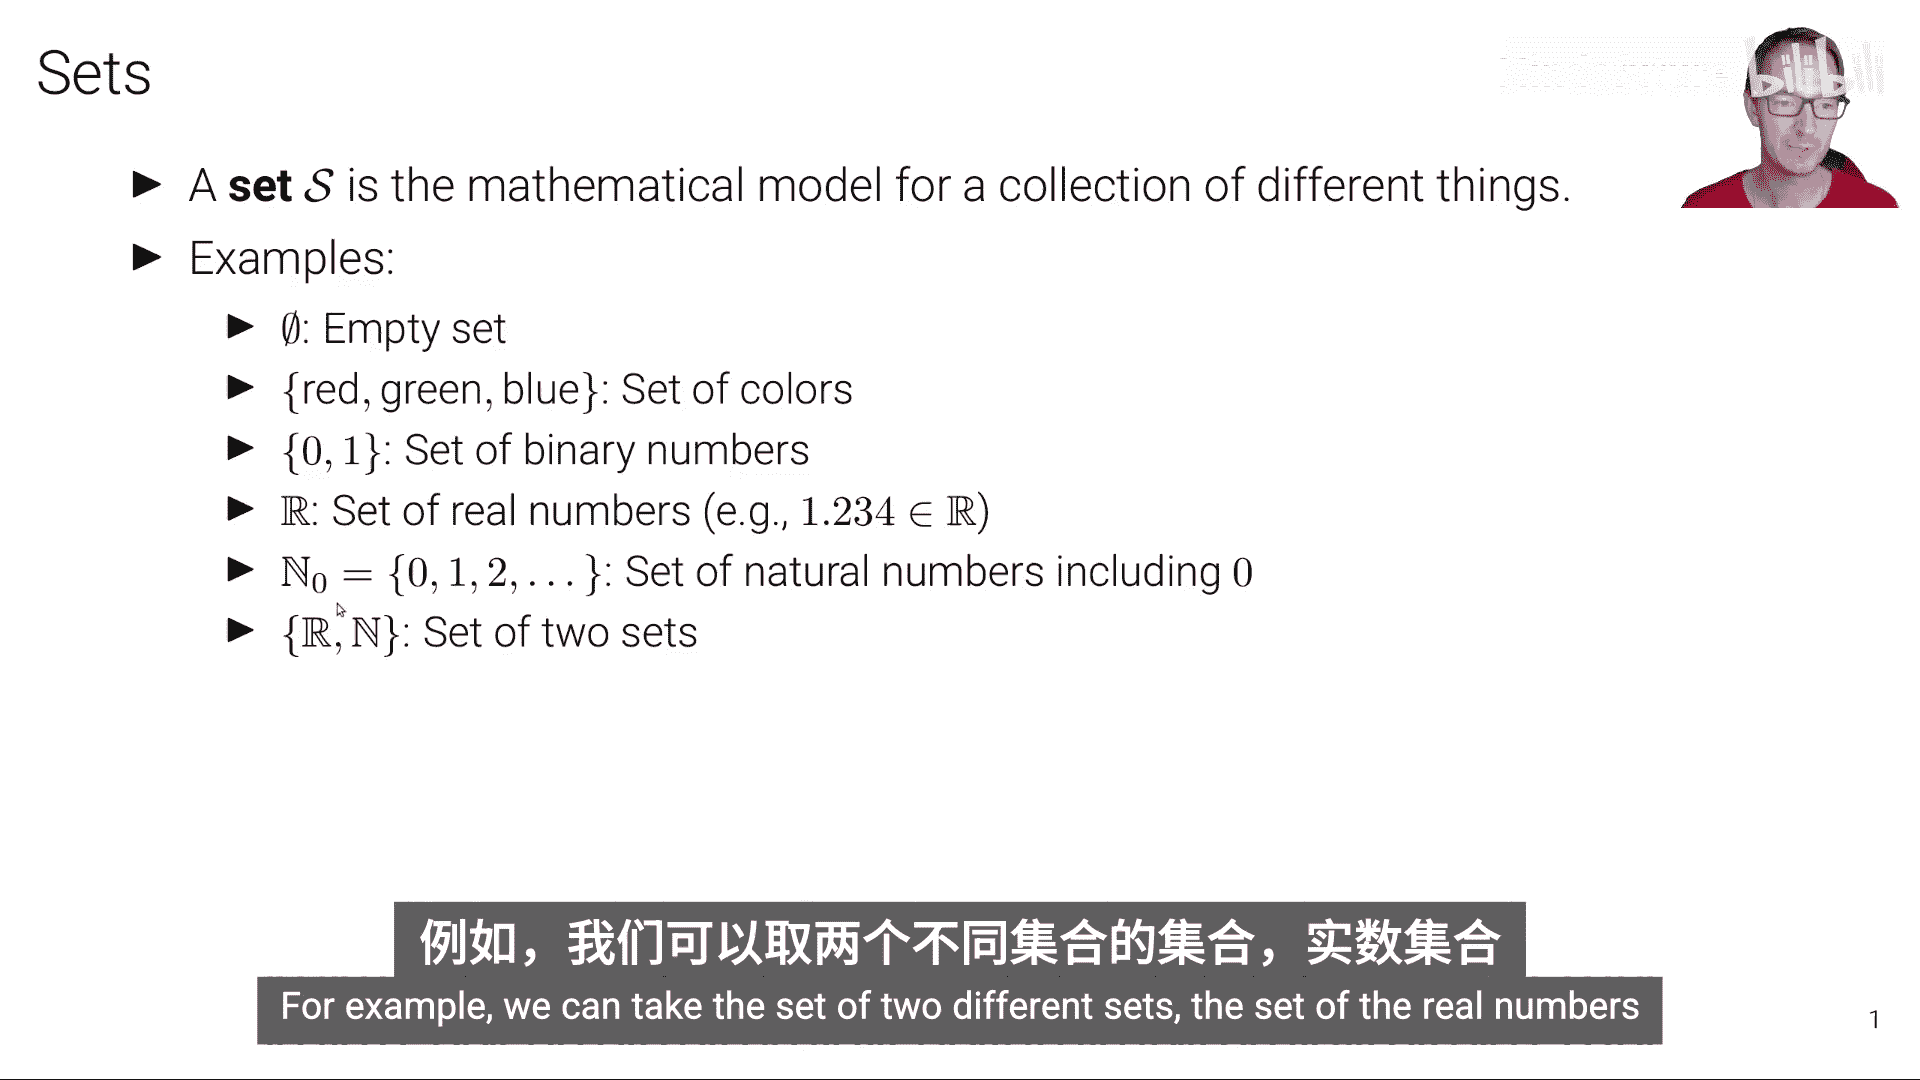 Sets
bilibili
▶ A set 𝒮 is the mathematical model for a collection of different things.
▶ Examples:
▶ ∅: Empty set
▶ {red, green, blue}: Set of colors
▶ {0, 1}: Set of binary numbers
▶ ℝ: Set of real numbers (e.g., 1.234 ∈ ℝ)
▶ ℕ₀ = {0, 1, 2, . . . }: Set of natural numbers including 0
▶ {ℝ, ℕ}: Set of two sets
例如，我们可以取两个不同集合的集合，实数集合
For example, we can take the set of two different sets, the set of the real numbers
1